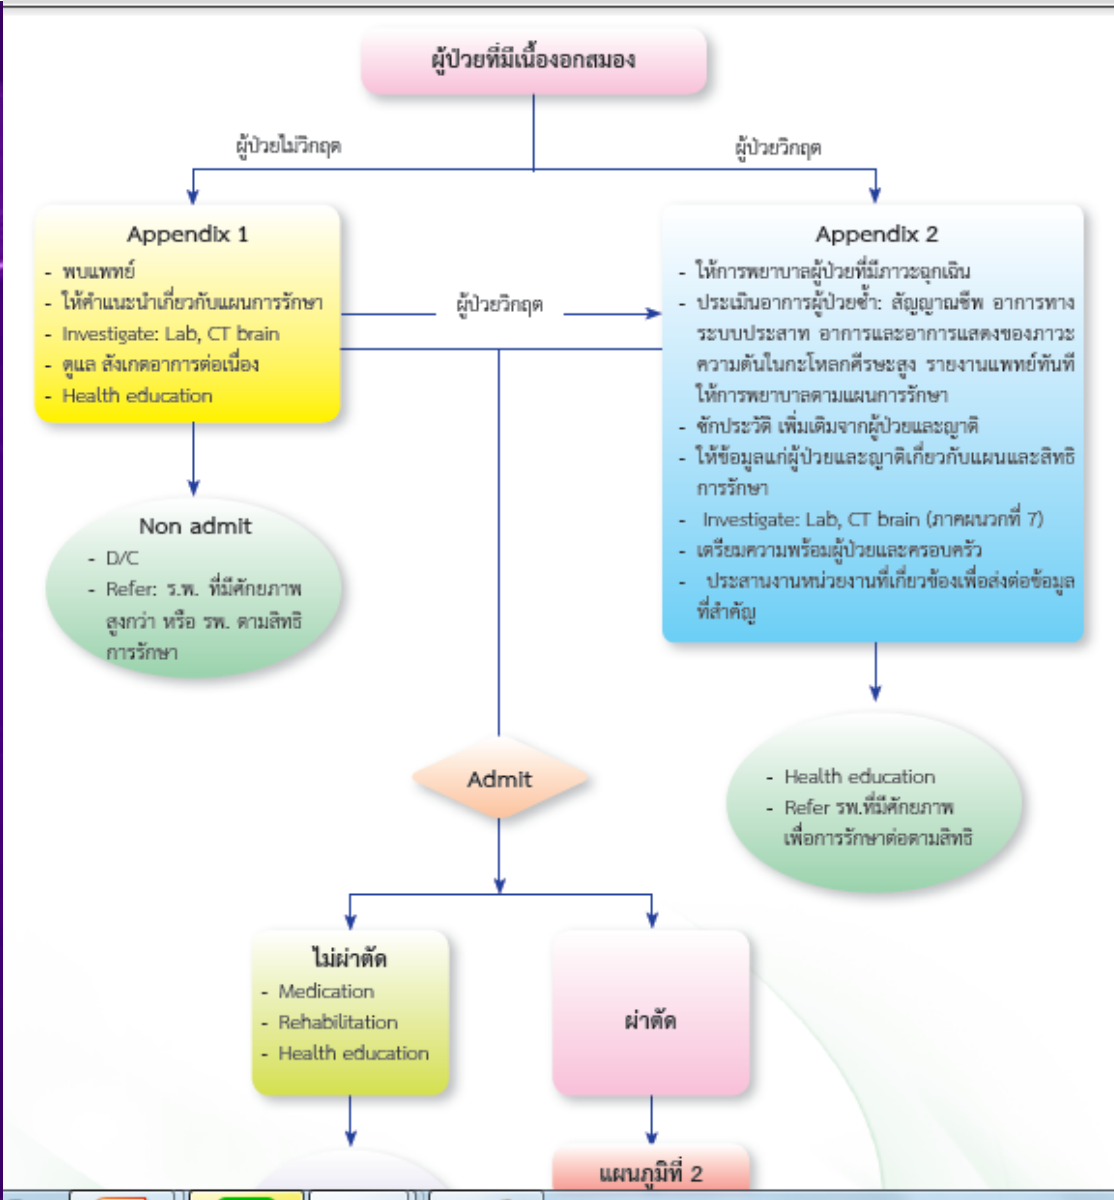 ผู้ป่วยที่มีเนื้องอกสมอง
ผู้ป่วยไม่วิกฤต
ผู้ป่วยวิกฤต
Appendix 1
- พบแพทย์
- ให้คำแนะนำเกี่ยวกับแผนการรักษา
- Investigate: Lab, CT brain
- ดูแล สังเกตอาการต่อเนื่อง
- Health education
ผู้ป่วยวิกฤต
Appendix 2
- ให้การพยาบาลผู้ป่วยที่มีภาวะฉุกเฉิน
- ประเมินอาการผู้ป่วยซ้ำ: สัญญาณชีพ อาการทาง
ระบบประสาท อาการและอาการแสดงของภาวะ
ความดันในกะโหลกศีรษะสูง รายงานแพทย์ทันที
ให้การพยาบาลตามแผนการรักษา
- ซักประวัติ เพิ่มเติมจากผู้ป่วยและญาติ
- ให้ข้อมูลแก่ผู้ป่วยและญาติเกี่ยวกับแผนและสิทธิ
การรักษา
- Investigate: Lab, CT brain (ภาคผนวกที่ 7)
- เตรียมความพร้อมผู้ป่วยและครอบครัว
- ประสานงานหน่วยงานที่เกี่ยวข้องเพื่อส่งต่อข้อมูล
ที่สำคัญ
Non admit
- D/C
- Refer: ร.พ. ที่มีศักยภาพ
สูงกว่า หรือ รพ. ตามสิทธิ
การรักษา
Admit
- Health education
- Refer รพ.ที่มีศักยภาพ
เพื่อการรักษาต่อตามสิทธิ
ไม่ผ่าตัด
- Medication
- Rehabilitation
- Health education
ผ่าตัด
แผนภูมิที่ 2